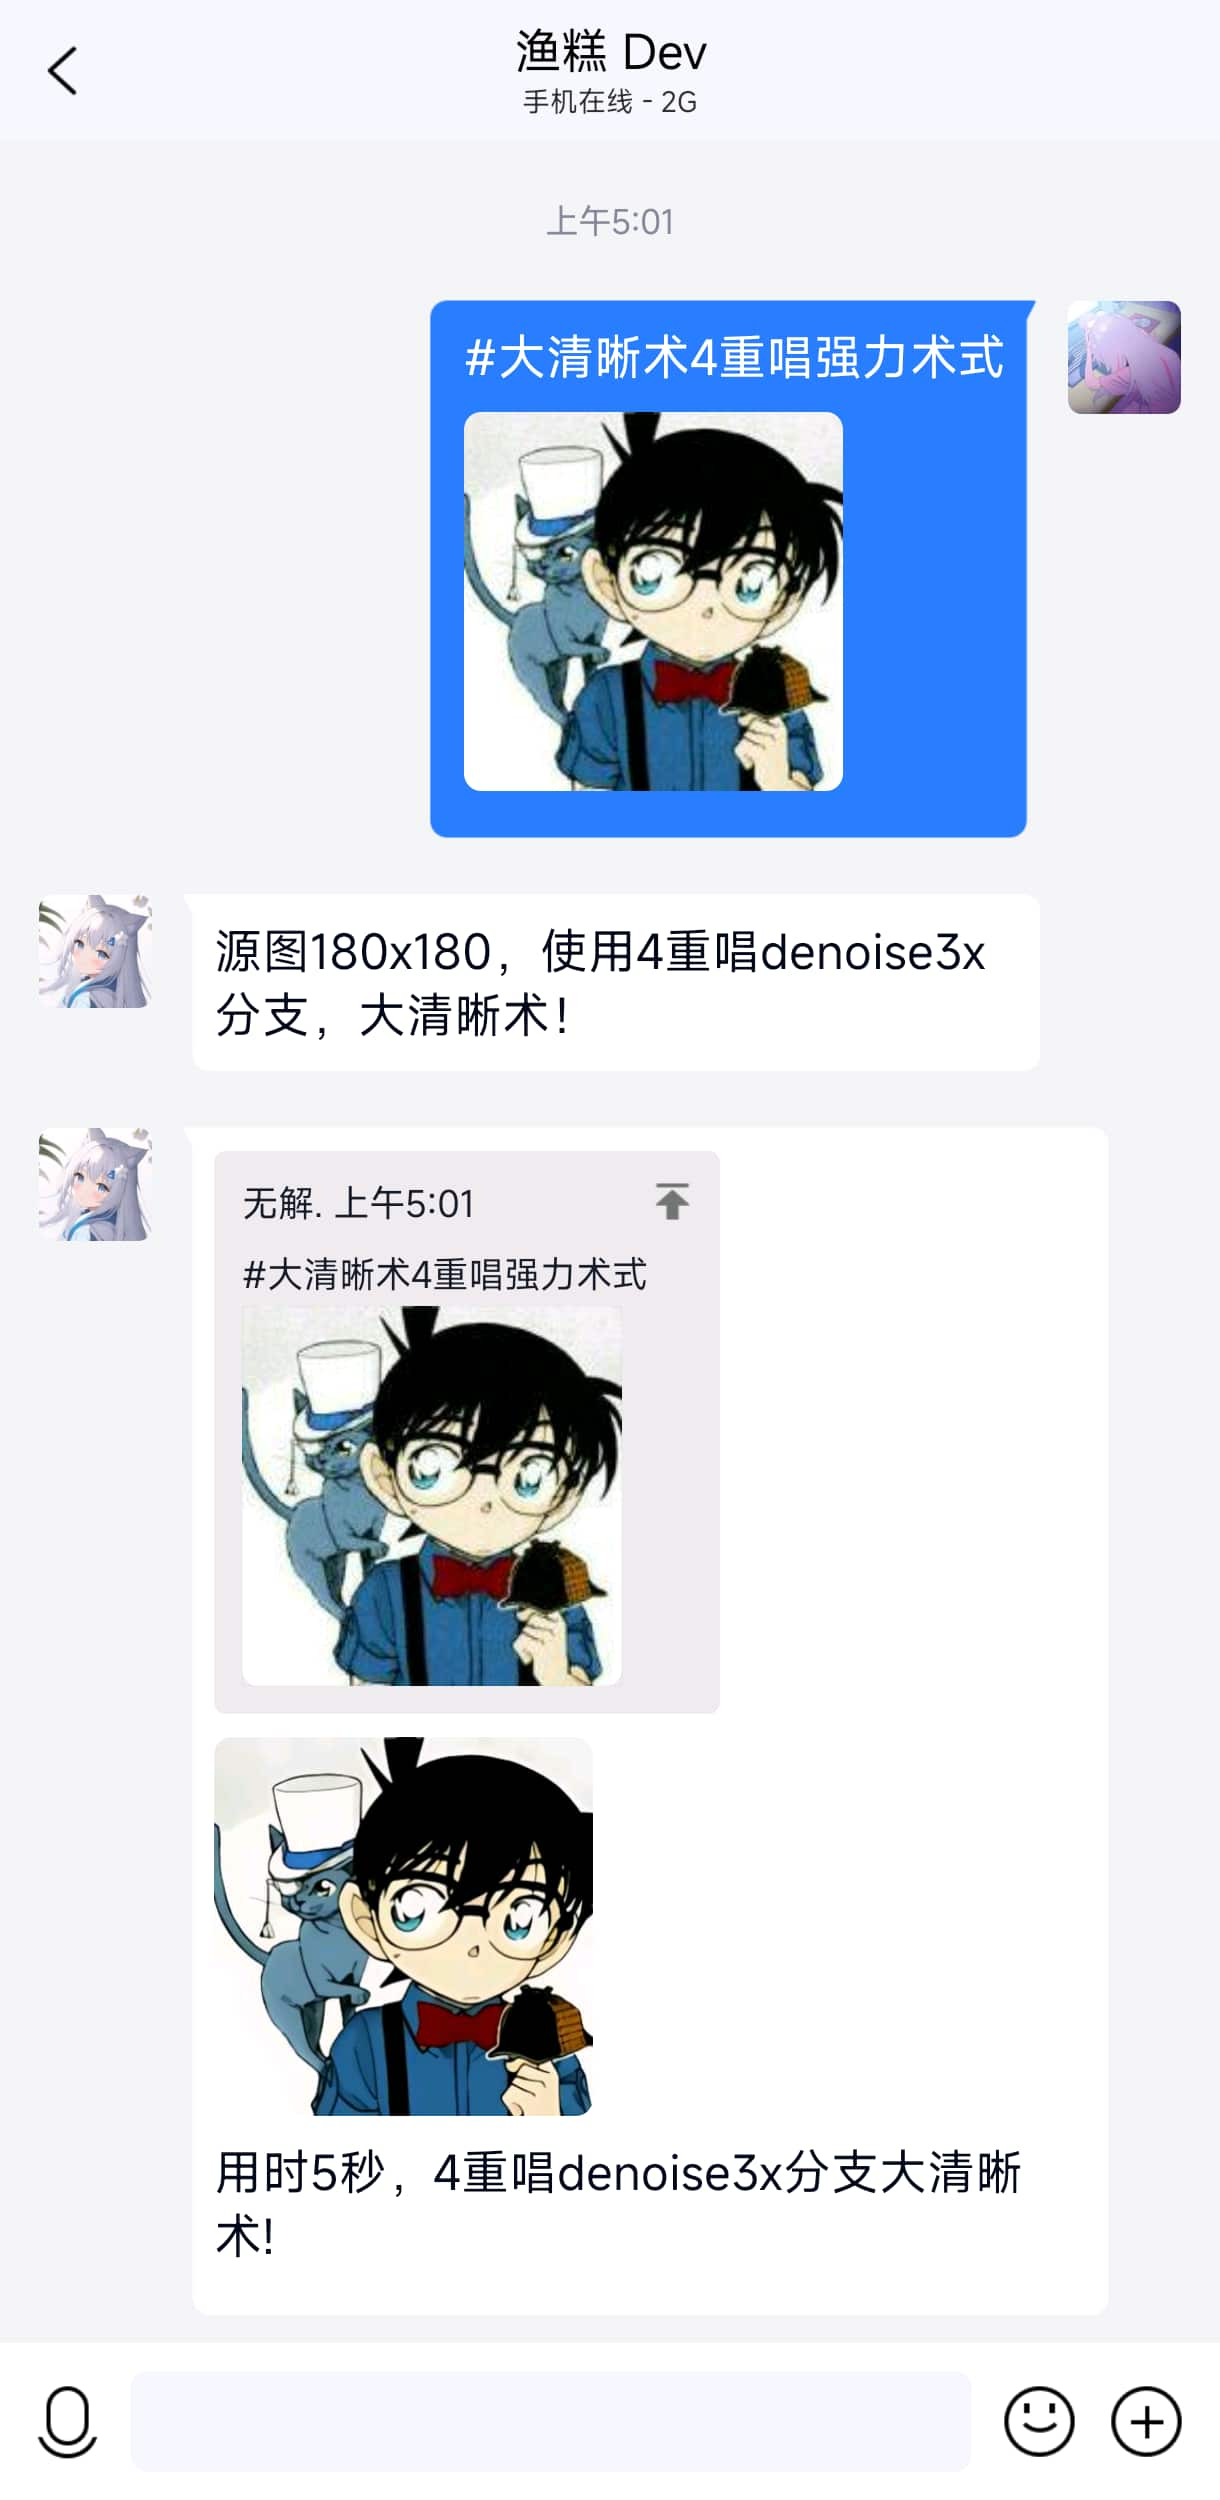 渔糕 Dev
手机在线 - 2G
上午5:01
#大清晰术4重唱强力术式
源图180x180，使用4重唱denoise3x
分支，大清晰术！
无解. 上午5:01
#大清晰术4重唱强力术式
用时5秒，4重唱denoise3x分支大清晰
术!